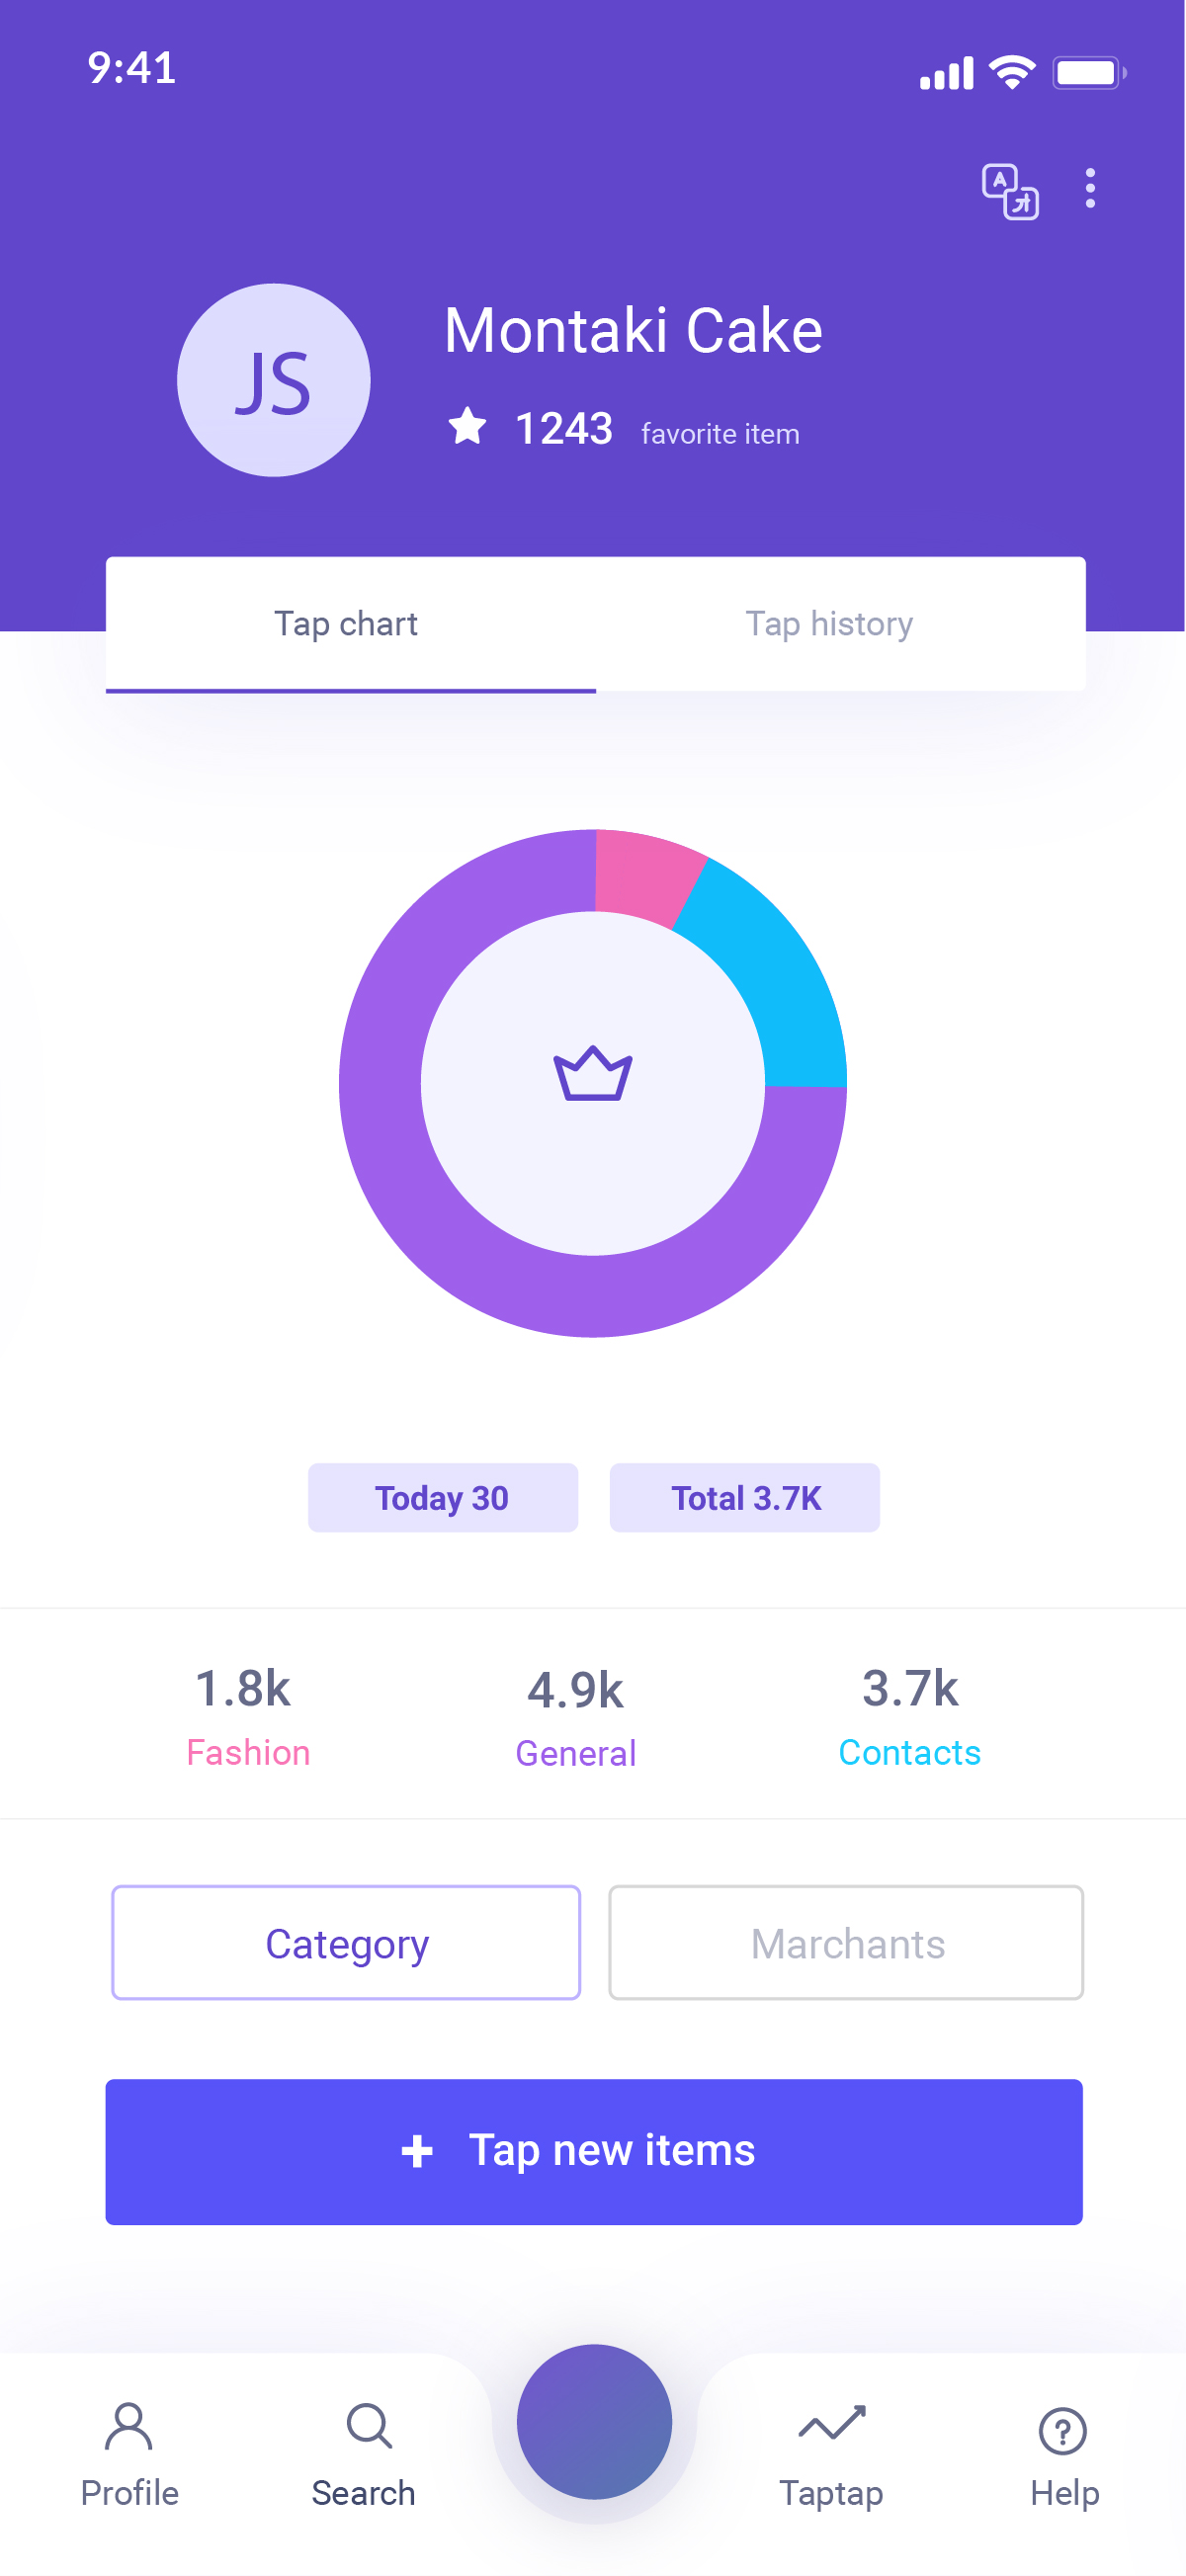 9:41
JS
Montaki Cake
1243 favorite item
Tap chart
Tap history
Today 30
Total 3.7K
1.8k
4.9k
3.7k
Fashion
General
Contacts
Category
Marchants
+ Tap new items
Profile
Search
Taptap
Help